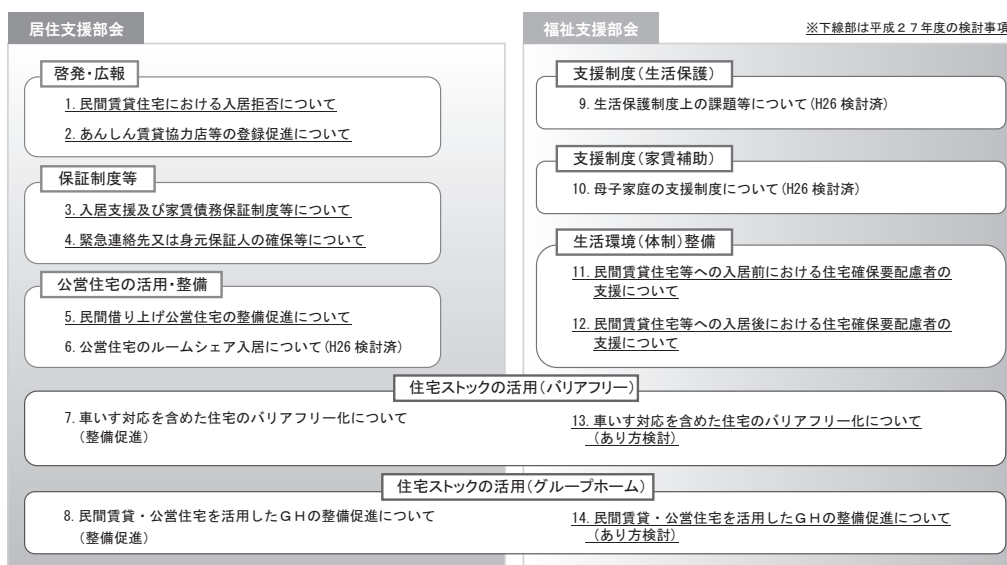 居住支援部会
啓発・広報
1. 民間賃貸住宅における入居拒否について
2. あんしん賃貸協力店等の登録促進について
保証制度等
3. 入居支援及び家賃債務保証制度等について
4. 緊急連絡先又は身元保証人の確保等について
公営住宅の活用・整備
5. 民間借り上げ公営住宅の整備促進について
6. 公営住宅のルームシェア入居について(H26 検討済)
福祉支援部会
※下線部は平成27年度の検討事項
支援制度(生活保護)
9. 生活保護制度上の課題等について(H26 検討済)
支援制度(家賃補助)
10. 母子家庭の支援制度について(H26 検討済)
生活環境(体制)整備
11. 民間賃貸住宅等への入居前における住宅確保要配慮者の
支援について
12. 民間賃貸住宅等への入居後における住宅確保要配慮者の
支援について
住宅ストックの活用(バリアフリー)
7. 車いす対応を含めた住宅のバリアフリー化について
(整備促進)
13. 車いす対応を含めた住宅のバリアフリー化について
(あり方検討)
住宅ストックの活用(グループホーム)
8. 民間賃貸・公営住宅を活用したGHの整備促進について
(整備促進)
14. 民間賃貸・公営住宅を活用したGHの整備促進について
(あり方検討)